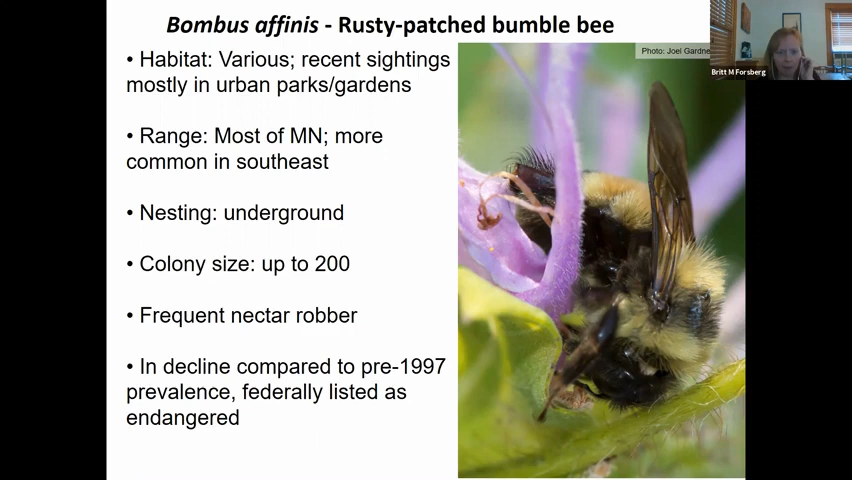 Bombus affinis - Rusty-patched bumble bee
• Habitat: Various; recent sightings
mostly in urban parks/gardens
• Range: Most of MN; more
common in southeast
• Nesting: underground
• Colony size: up to 200
• Frequent nectar robber
• In decline compared to pre-1997
prevalence, federally listed as
endangered
Photo: Joel Gardne
Britt M Forsberg